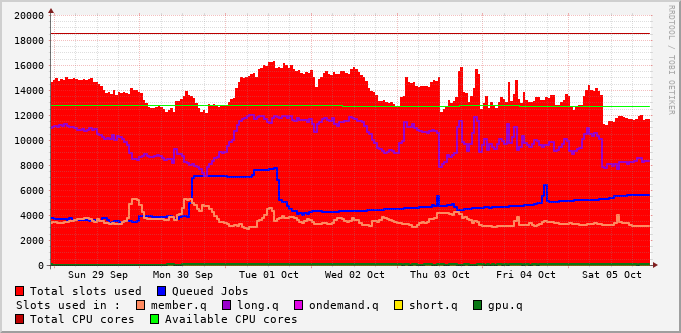 20000
18000
16000
14000
12000
10000
8000
6000
4000
2000
0
Sun 29 Sep Mon 30 Sep Tue 01 Oct Wed 02 Oct Thu 03 Oct Fri 04 Oct Sat 05 Oct
RRDTOOL / TOBI OETIKER
Total slots used Queued Jobs
Slots used in : member.q long.q ondemand.q short.q gpu.q
Total CPU cores Available CPU cores